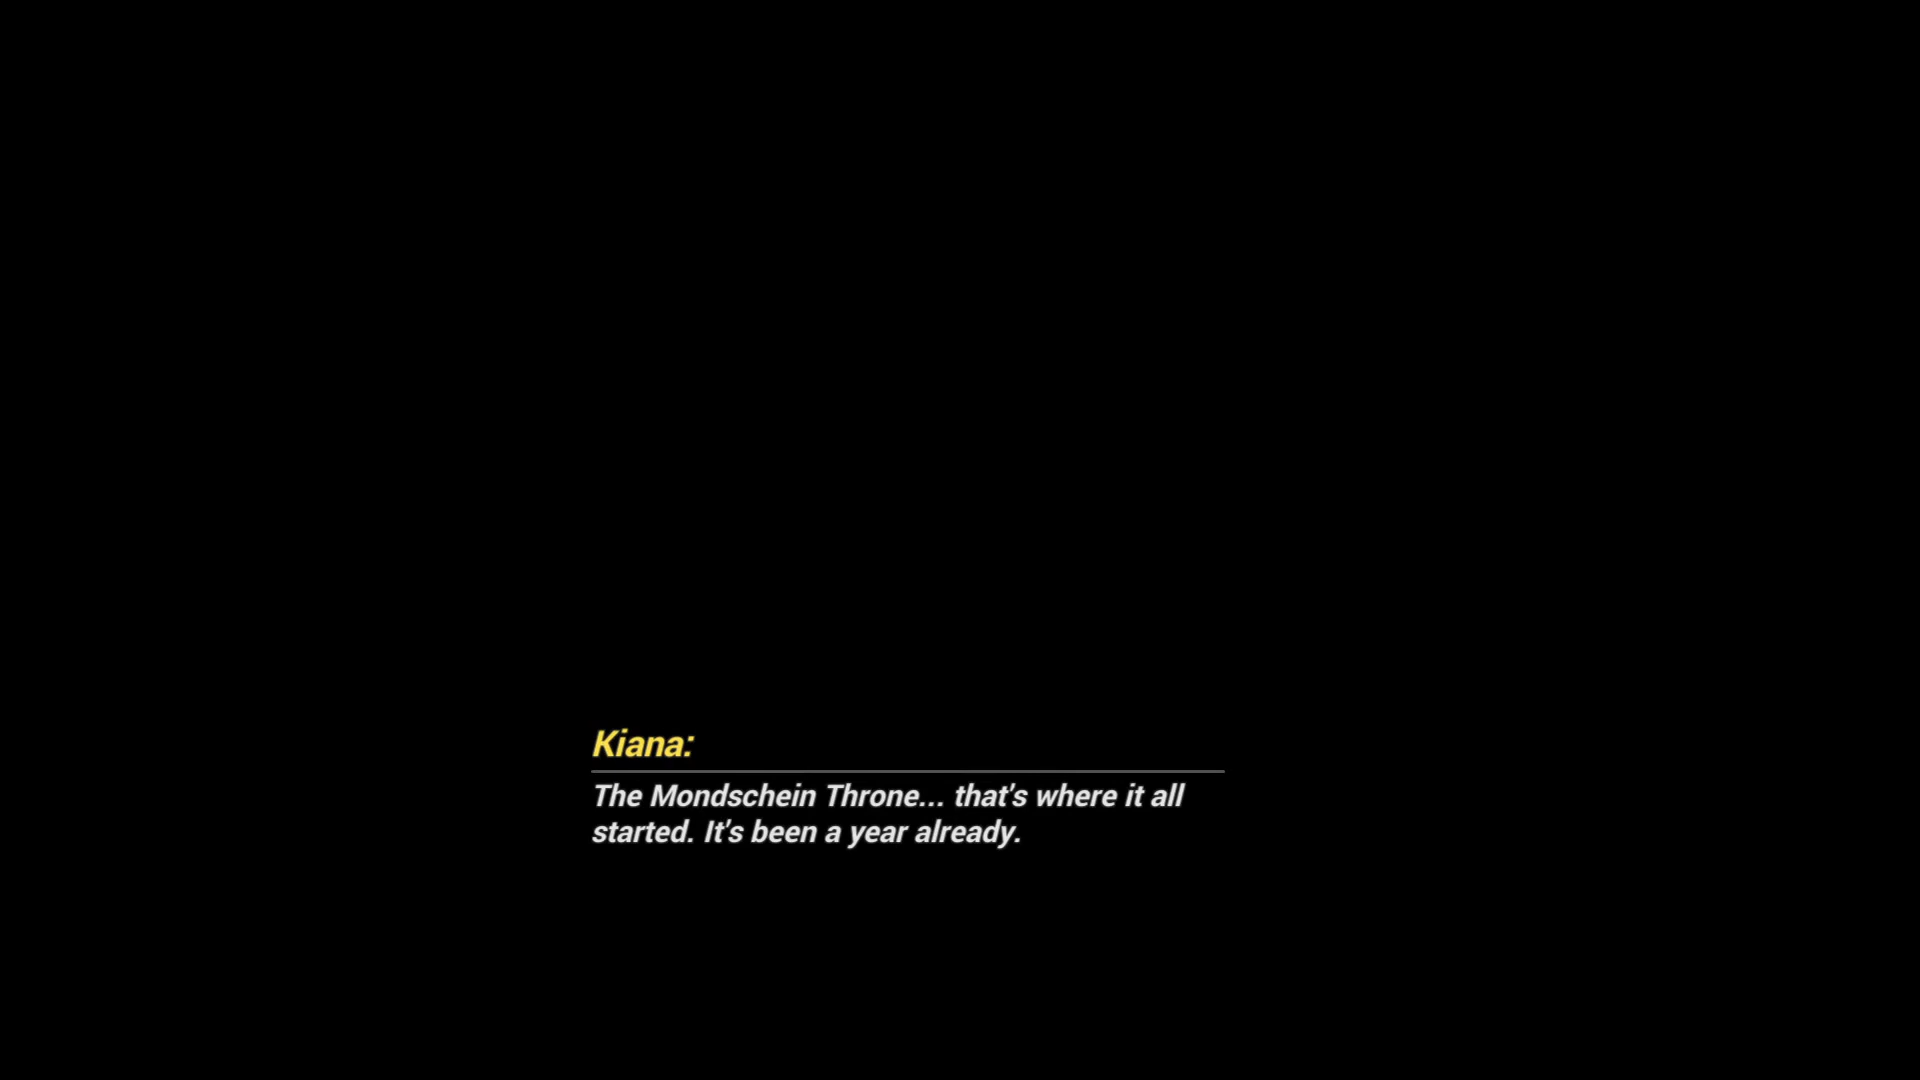 Kiana:
The Mondschein Throne... that's where it all
started. It's been a year already.